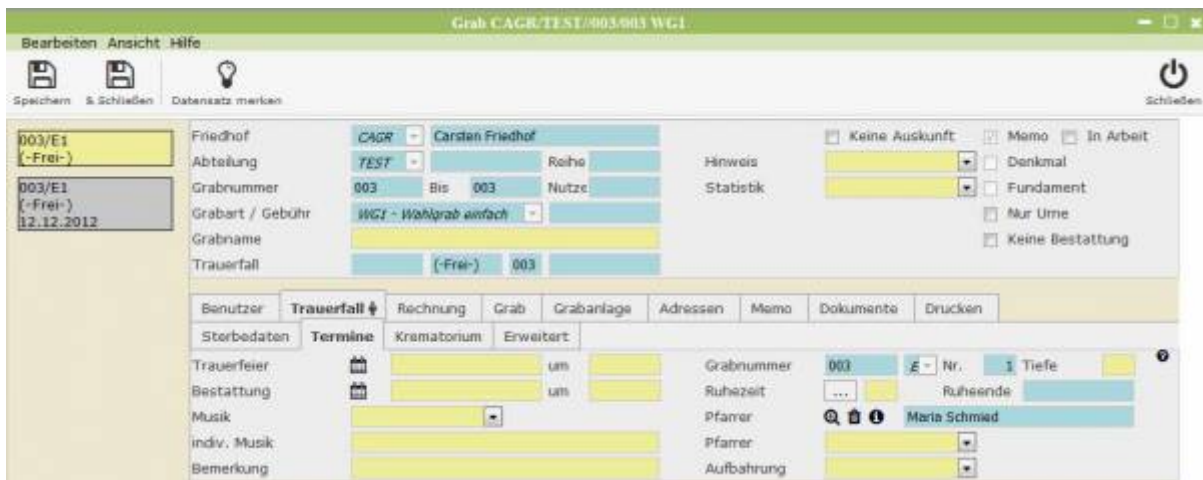 Grab CAGR/TEST//003/003 WG1
Bearbeiten Ansicht Hilfe
Speichern & Schließen Datensatz merken Schließen
003/E1
(-Frei-)
003/E1
(-Frei-)
12.12.2012
Friedhof CAGR Carsten Friedhof Keine Auskunft Memo In Arbeit
Abteilung TEST Reihe Hinweis Denkmal
Grabnummer 003 Bis 003 Nutze Statistik Fundament
Grabart / Gebühr WG1 - Wahlgrab einfach Nur Urne
Grabname Keine Bestattung
Trauerfall (-Frei-) 003
Benutzer Trauerfall Rechnung Grab Grabanlage Adressen Memo Dokumente Drucken
Sterbedaten Termine Krematorium Erweitert
Trauerfeier um Grabnummer 003 E Nr. 1 Tiefe
Bestattung um Ruhezeit ... Ruheende
Musik Pfarrer Maria Schmied
indiv. Musik Pfarrer
Bemerkung Aufbahrung